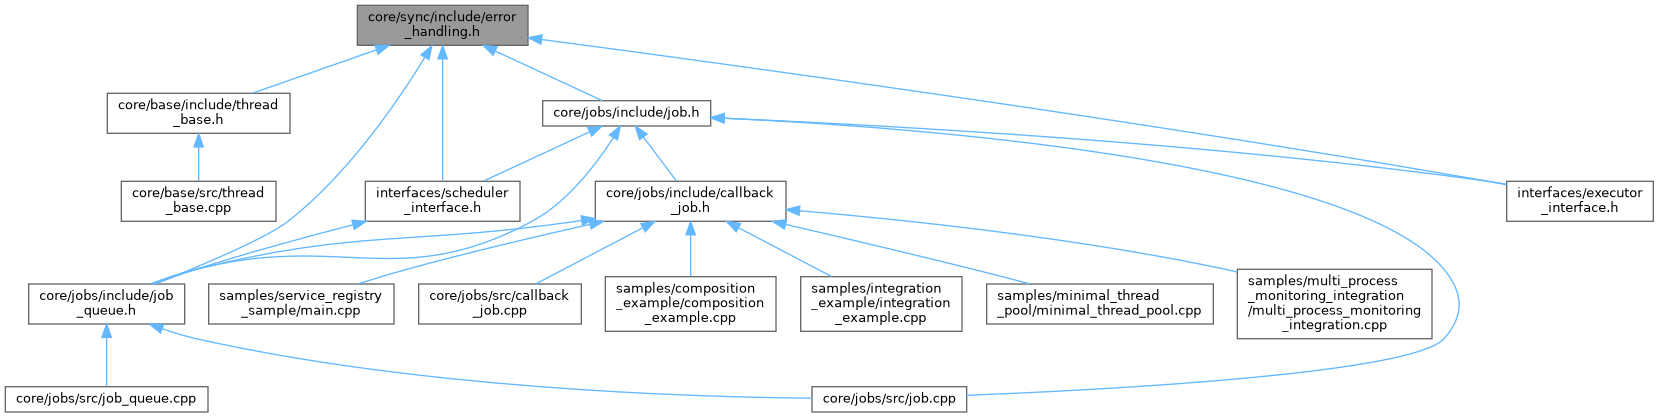 core/sync/include/error
_handling.h
core/base/include/thread
_base.h
core/jobs/include/job.h
core/base/src/thread
_base.cpp
interfaces/scheduler
_interface.h
core/jobs/include/callback
_job.h
interfaces/executor
_interface.h
core/jobs/include/job
_queue.h
samples/service_registry
_sample/main.cpp
core/jobs/src/callback
_job.cpp
samples/composition
_example/composition
_example.cpp
samples/integration
_example/integration
_example.cpp
samples/minimal_thread
_pool/minimal_thread_pool.cpp
samples/multi_process
_monitoring_integration
/multi_process_monitoring
_integration.cpp
core/jobs/src/job_queue.cpp
core/jobs/src/job.cpp